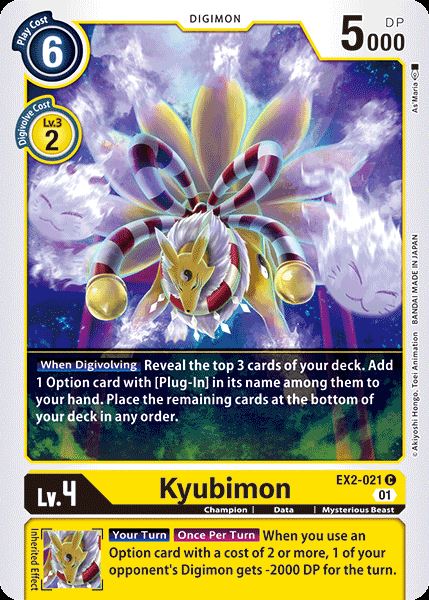 Play Cost
6
DIGIMON
DP
5000
Digivolve Cost
Lv.3
2
As'Maria
©Akiyoshi Hongo, Toei Animation BANDAI MADE IN JAPAN
When Digivolving Reveal the top 3 cards of your deck. Add
1 Option card with [Plug-In] in its name among them to
your hand. Place the remaining cards at the bottom of
your deck in any order.
EX2-021 C
Lv.4
Kyubimon
01
Champion | Data | Mysterious Beast
Inherited Effect
Your Turn Once Per Turn When you use an
Option card with a cost of 2 or more, 1 of your
opponent's Digimon gets -2000 DP for the turn.